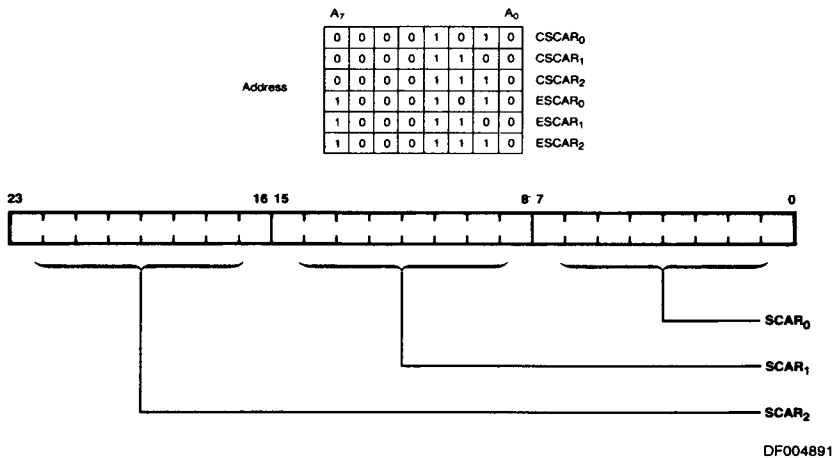 A7 A0
0 0 0 0 1 0 1 0 CSCAR0
0 0 0 0 1 1 0 0 CSCAR1
0 0 0 0 1 1 1 0 CSCAR2
Address
1 0 0 0 1 0 1 0 ESCAR0
1 0 0 0 1 1 0 0 ESCAR1
1 0 0 0 1 1 1 0 ESCAR2
23 16 15 8 7 0
SCAR0
SCAR1
SCAR2
DF004891